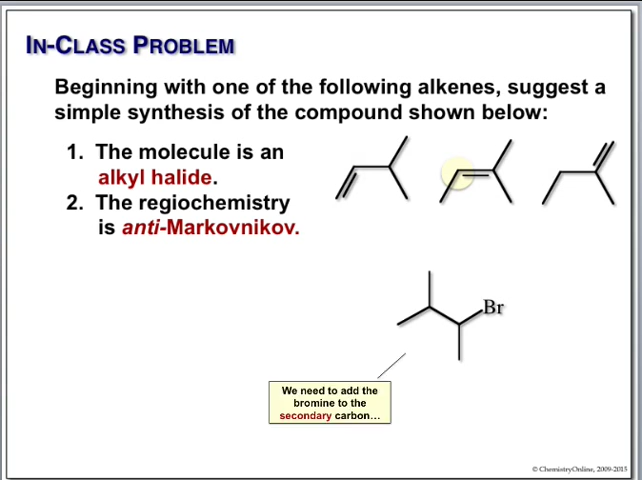 IN-CLASS PROBLEM
Beginning with one of the following alkenes, suggest a
simple synthesis of the compound shown below:
1. The molecule is an
alkyl halide.
2. The regiochemistry
is anti-Markovnikov.
Br
We need to add the
bromine to the
secondary carbon...
© ChemistryOnline, 2009-2015